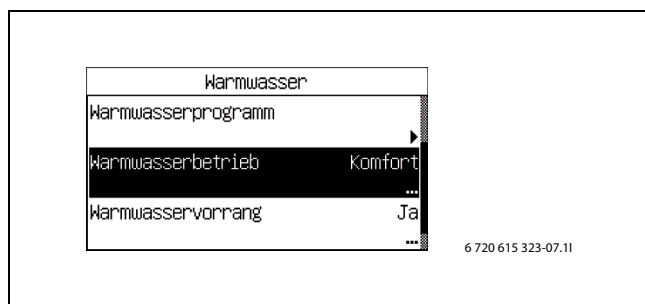 Warmwasser
Warmwasserprogramm
Warmwasserbetrieb Komfort
...
Warmwasservorrang Ja
...
6 720 615 323-07.1I